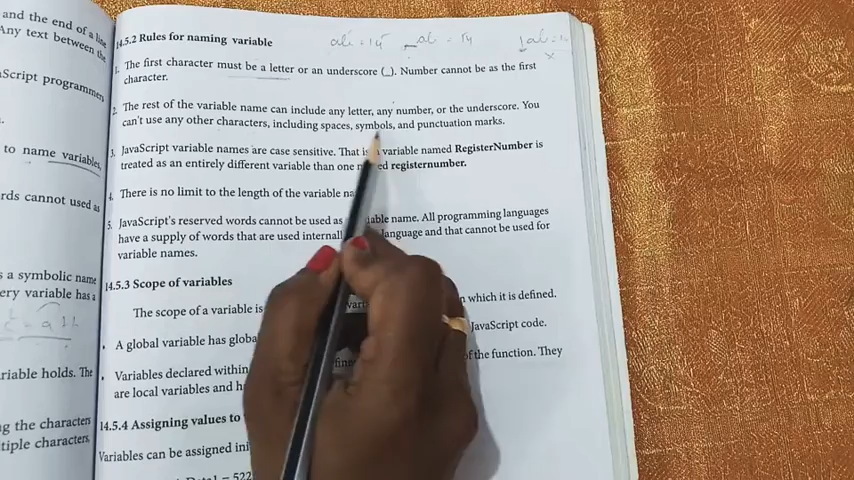 and the end of a line
Any text between the
aScript programmers
to name variables,
rds cannot used as
s a symbolic name
ery variable has a
riable holds. The
ng the characters
tiple characters
14.5.2 Rules for naming variable
1. The first character must be a letter or an underscore (_). Number cannot be as the first
character.
2. The rest of the variable name can include any letter, any number, or the underscore. You
can't use any other characters, including spaces, symbols, and punctuation marks.
3. JavaScript variable names are case sensitive. That is variable named RegisterNumber is
treated as an entirely different variable than one named registernumber.
4. There is no limit to the length of the variable
5. JavaScript's reserved words cannot be used as variable name. All programming languages
have a supply of words that are used internal language and that cannot be used for
variable names.
14.5.3 Scope of variables
The scope of a variable is which it is defined.
• A global variable has JavaScript code.
• Variables declared within of the function. They
are local variables and
14.5.4 Assigning values to
Variables can be assigned
= 522